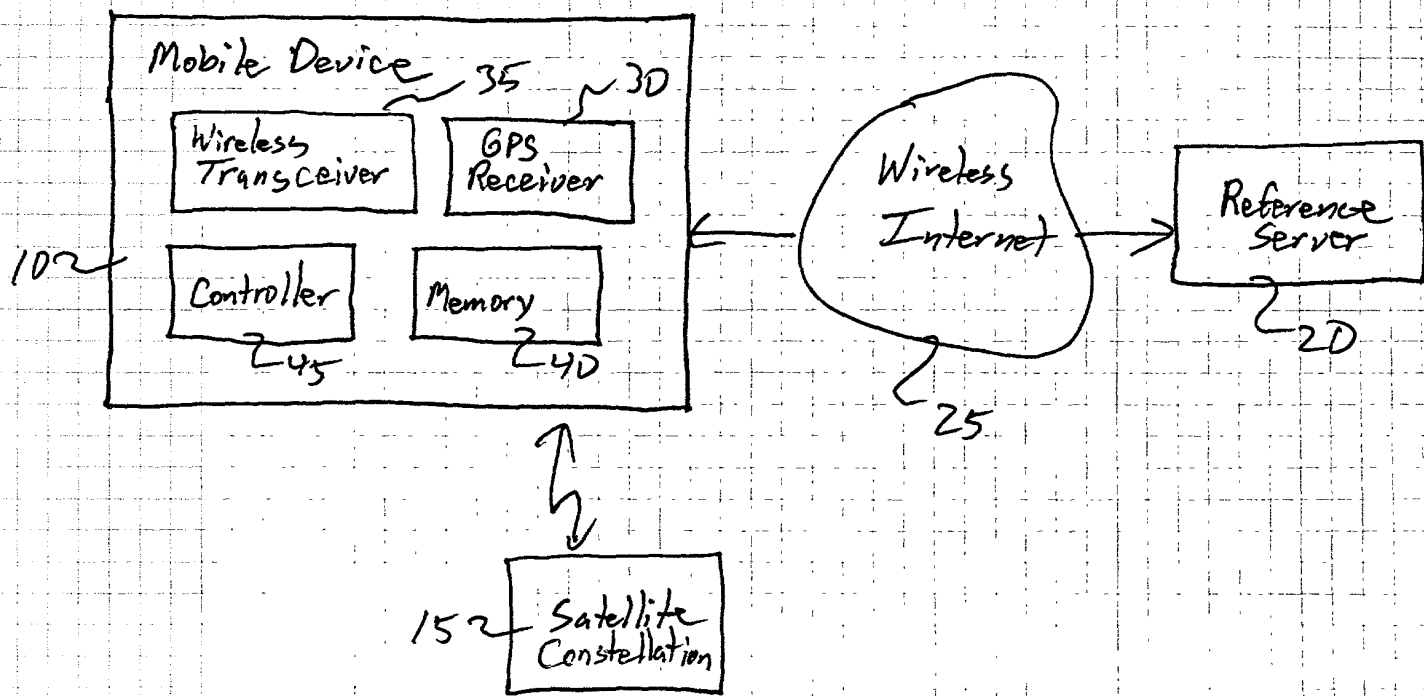 Mobile Device
35
30
Wireless
Transceiver
GPS
Receiver
Wireless
Internet
Reference
Server
10
Controller
Memory
45
40
20
25
15
Satellite
Constellation